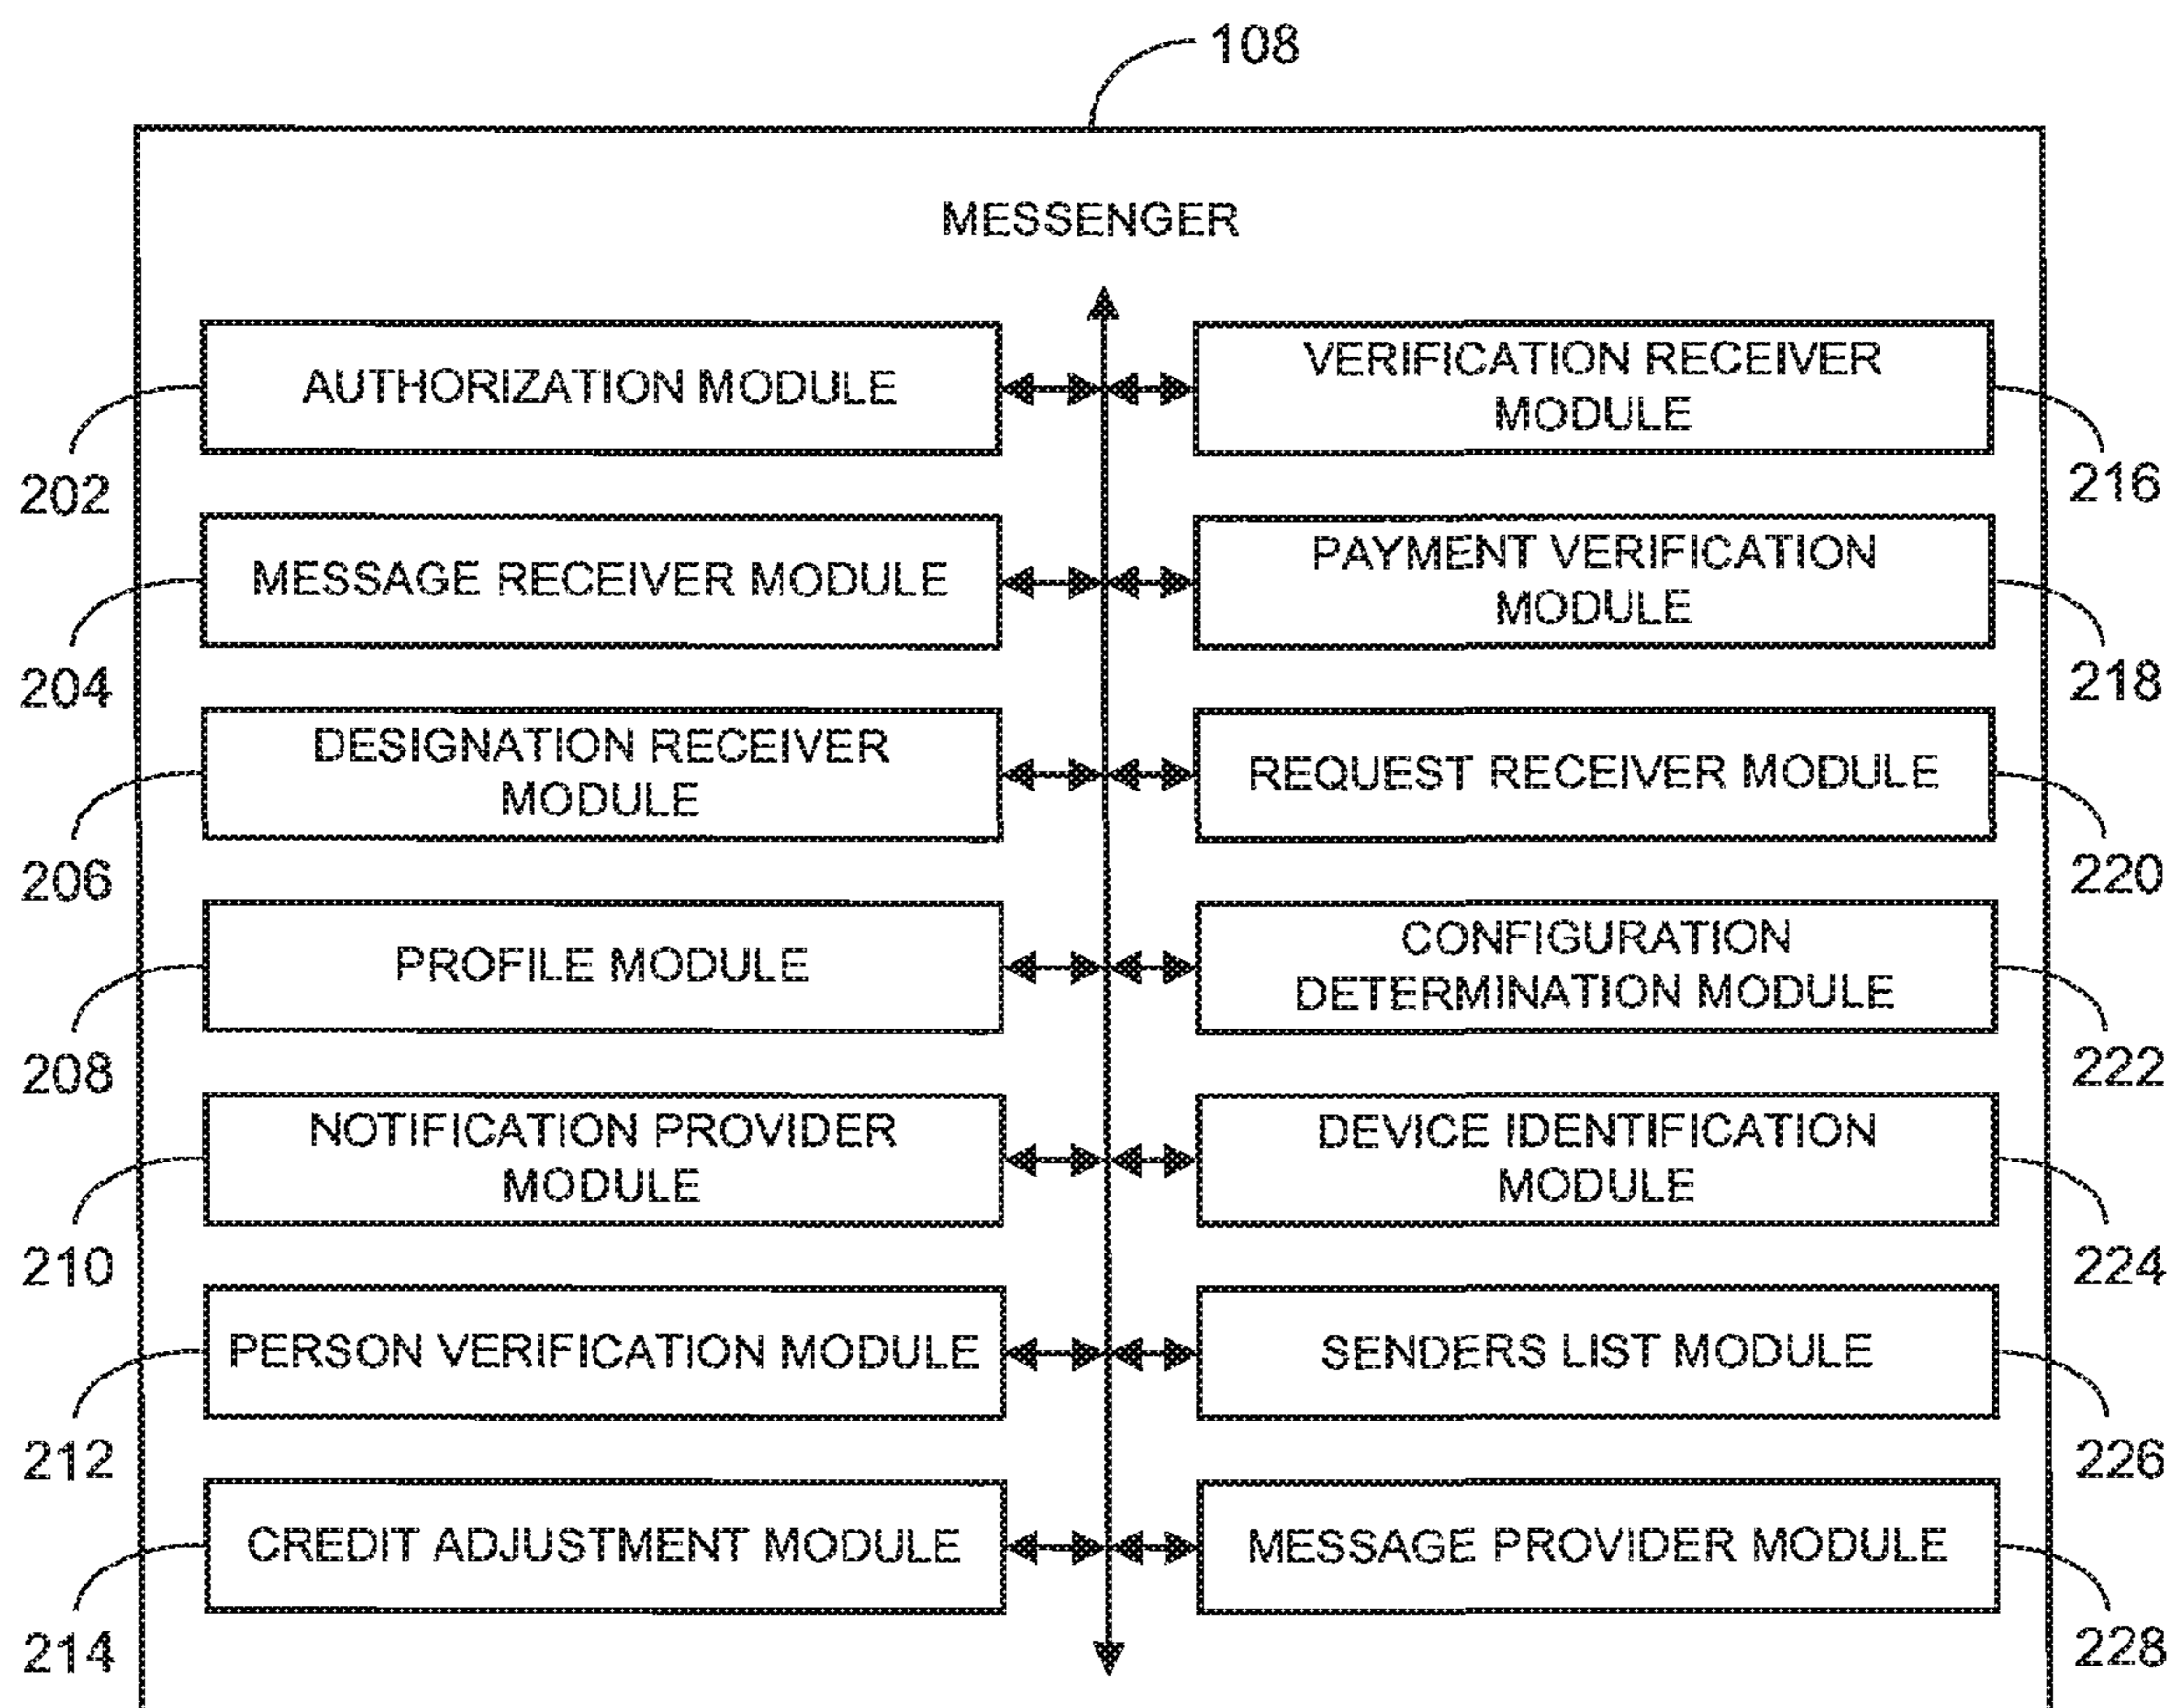 108
MESSENGER
AUTHORIZATION MODULE
202
VERIFICATION RECEIVER
MODULE
216
MESSAGE RECEIVER MODULE
204
PAYMENT VERIFICATION
MODULE
218
DESIGNATION RECEIVER
MODULE
206
REQUEST RECEIVER MODULE
220
PROFILE MODULE
208
CONFIGURATION
DETERMINATION MODULE
222
NOTIFICATION PROVIDER
MODULE
210
DEVICE IDENTIFICATION
MODULE
224
PERSON VERIFICATION MODULE
212
SENDERS LIST MODULE
226
CREDIT ADJUSTMENT MODULE
214
MESSAGE PROVIDER MODULE
228